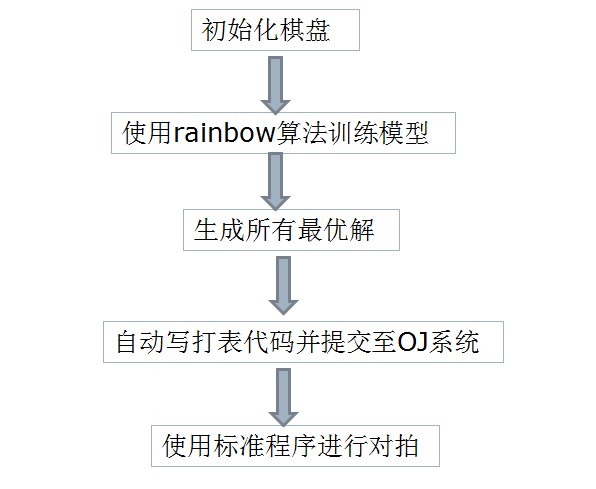 初始化棋盘
使用rainbow算法训练模型
生成所有最优解
自动写打表代码并提交至OJ系统
使用标准程序进行对拍